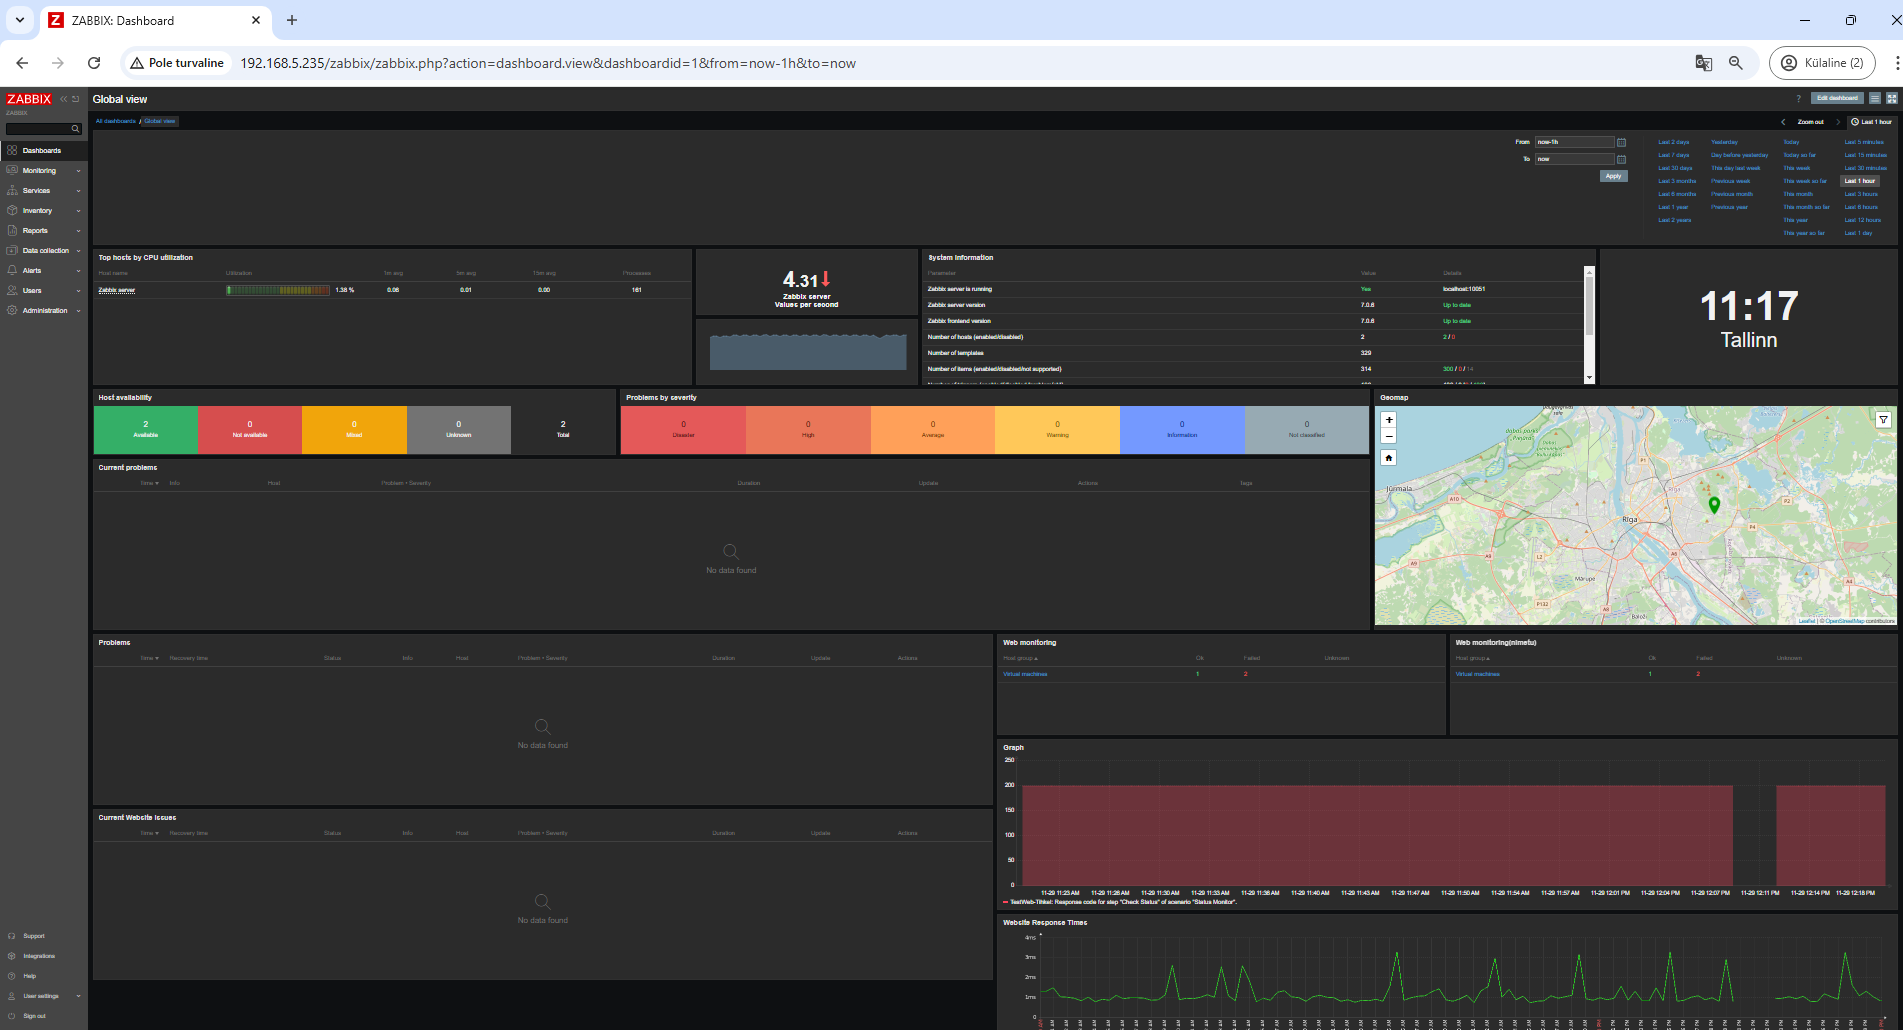 ZABBIX: Dashboard
Pole turvaline
192.168.5.235/zabbix/zabbix.php?action=dashboard.view&dashboardid=1&from=now-1h&to=now
Külaline (2)
ZABBIX
Global view
? Edit dashboard
ZABBIX
All dashboards / Global view
Zoom out
Last 1 hour
Dashboards
Monitoring
Services
Inventory
Reports
Data collection
Alerts
Users
Administration
Support
Integrations
Help
User settings
Sign out
From now-1h
To now
Apply
Last 2 days Yesterday Today Last 5 minutes
Last 7 days Day before yesterday Today so far Last 15 minutes
Last 30 days This day last week This week Last 30 minutes
Last 3 months Previous week This week so far Last 1 hour
Last 6 months Previous month This month Last 3 hours
Last 1 year Previous year This month so far Last 6 hours
Last 2 years This year Last 12 hours
This year so far Last 1 day
Top hosts by CPU utilization
Host name Utilization 1m avg 5m avg 15m avg Processes
Zabbix server 1.38 % 0.06 0.01 0.00 161
4.31
Zabbix server
Values per second
System information
Parameter Value Details
Zabbix server is running Yes localhost:10051
Zabbix server version 7.0.6 Up to date
Zabbix frontend version 7.0.6 Up to date
Number of hosts (enabled/disabled) 2 2 / 0
Number of templates 329
Number of items (enabled/disabled/not supported) 314 300 / 0 / 14
11:17
Tallinn
Host availability
2 Available
0 Not available
0 Mixed
0 Unknown
2 Total
Problems by severity
0 Disaster
0 High
0 Average
0 Warning
0 Information
0 Not classified
Geomap
+
−
Jūrmala
Dabas parks
Piejūra
A10
P1
P2
Rīga
P4
A8
L2
A6
A9
Mārupe
A4
P132
A8
Baloži
Leaflet | © OpenStreetMap contributors
Current problems
Time Info Host Problem • Severity Duration Update Actions Tags
No data found
Problems
Time Recovery time Status Info Host Problem • Severity Duration Update Actions
No data found
Web monitoring
Host group Ok Failed Unknown
Virtual machines 1 2
Web monitoring(nimetu)
Host group Ok Failed Unknown
Virtual machines 1 2
Current Website Issues
Time Recovery time Status Info Host Problem • Severity Duration Update Actions
No data found
Graph
250
200
150
100
50
0
11-29 11:23 AM 11-29 11:26 AM 11-29 11:30 AM 11-29 11:33 AM 11-29 11:36 AM 11-29 11:40 AM 11-29 11:43 AM 11-29 11:47 AM 11-29 11:50 AM 11-29 11:54 AM 11-29 11:57 AM 11-29 12:01 PM 11-29 12:04 PM 11-29 12:07 PM 11-29 12:11 PM 11-29 12:14 PM 11-29 12:18 PM
TestWeb-Tihkel: Response code for step "Check Status" of scenario "Status Monitor".
Website Response Times
4ms
3ms
2ms
1ms
0